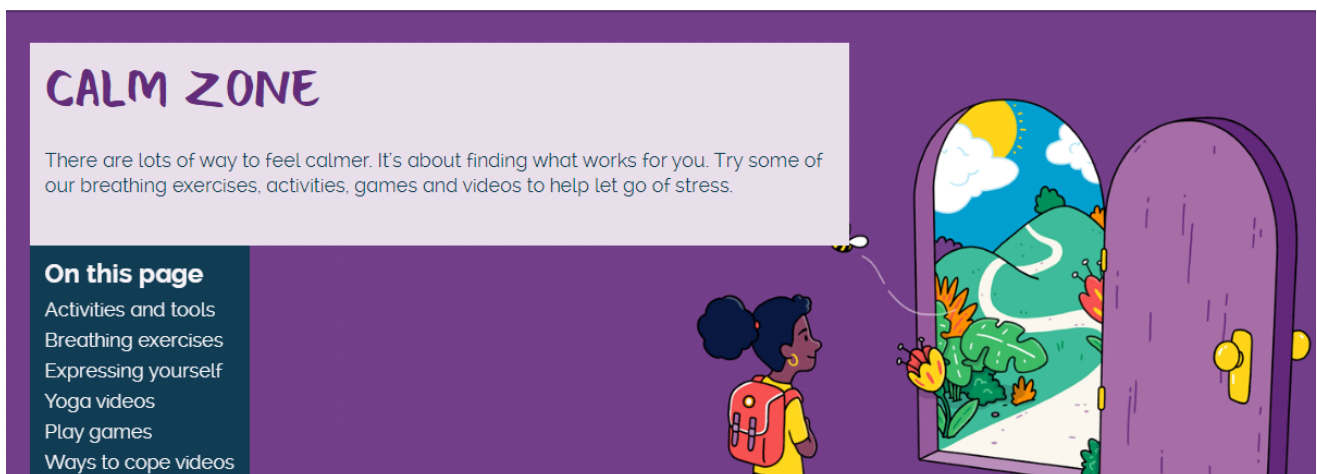 CALM ZONE
There are lots of way to feel calmer. It's about finding what works for you. Try some of
our breathing exercises, activities, games and videos to help let go of stress.
On this page
Activities and tools
Breathing exercises
Expressing yourself
Yoga videos
Play games
Ways to cope videos